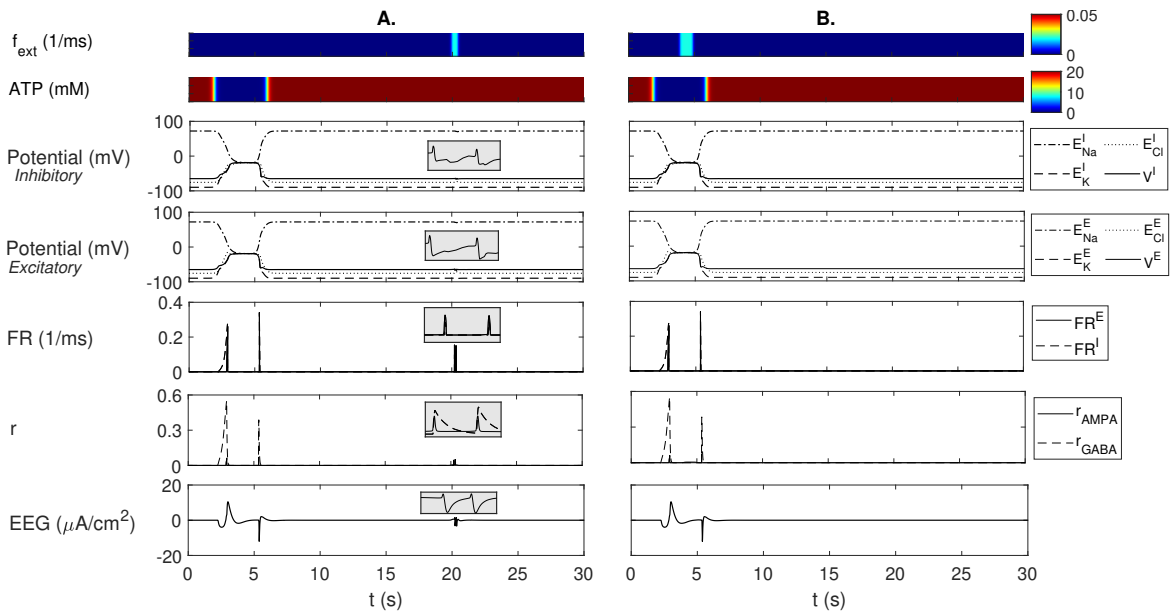 A.
B.
f_ext (1/ms)
0.05
0
ATP (mM)
20
10
0
Potential (mV)
Inhibitory
100
0
-100
E_Na^I
E_Cl^I
E_K^I
V^I
Potential (mV)
Excitatory
100
0
-100
E_Na^E
E_Cl^E
E_K^E
V^E
FR (1/ms)
0.4
0.2
0
FR^E
FR^I
r
0.6
0.3
0
r_AMPA
r_GABA
EEG (μA/cm²)
20
0
-20
0 5 10 15 20 25 30
0 5 10 15 20 25 30
t (s)
t (s)